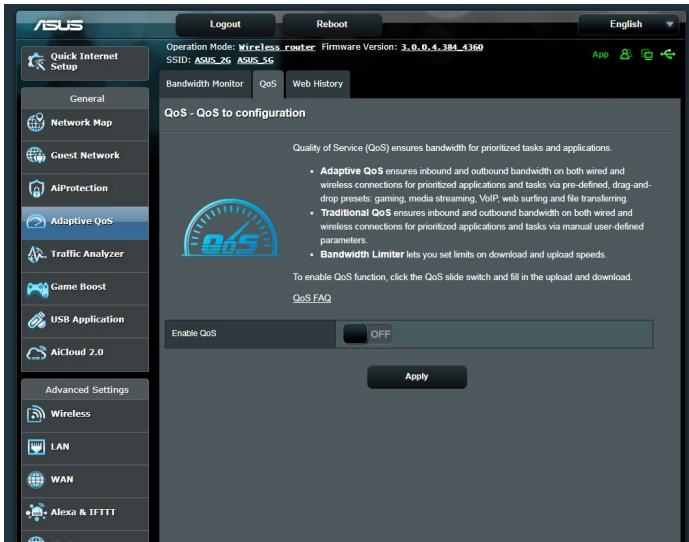 ASUS
Logout
Reboot
English
Quick Internet
Setup
General
Network Map
Guest Network
AiProtection
Adaptive QoS
Traffic Analyzer
Game Boost
USB Application
AiCloud 2.0
Advanced Settings
Wireless
LAN
WAN
Alexa & IFTTT
Operation Mode: Wireless router Firmware Version: 3.0.0.4.384_4360
SSID: ASUS_2G ASUS_5G
App
Bandwidth Monitor
QoS
Web History
QoS - QoS to configuration
QoS
Quality of Service (QoS) ensures bandwidth for prioritized tasks and applications.
• Adaptive QoS ensures inbound and outbound bandwidth on both wired and
wireless connections for prioritized applications and tasks via pre-defined, drag-and-
drop presets: gaming, media streaming, VoIP, web surfing and file transferring.
• Traditional QoS ensures inbound and outbound bandwidth on both wired and
wireless connections for prioritized applications and tasks via manual user-defined
parameters.
• Bandwidth Limiter lets you set limits on download and upload speeds.
To enable QoS function, click the QoS slide switch and fill in the upload and download.
QoS FAQ
Enable QoS
OFF
Apply